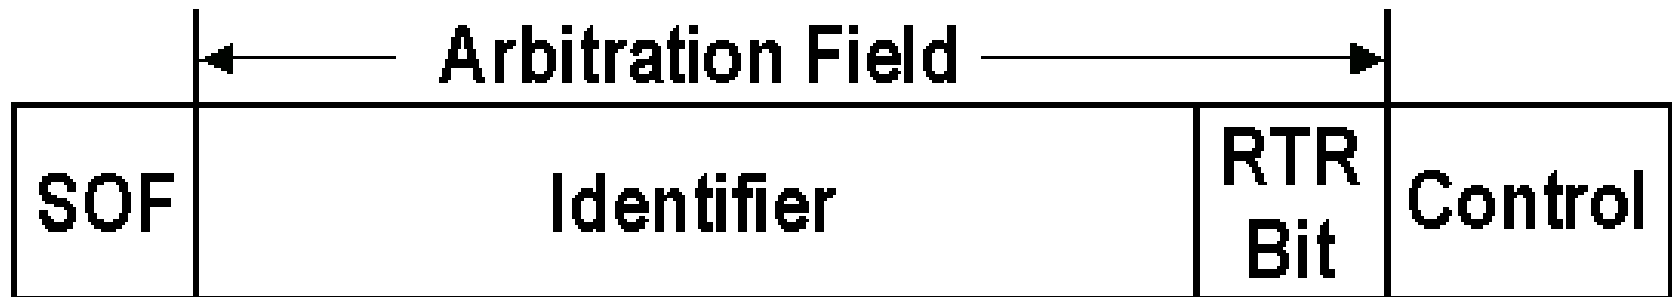 Arbitration Field
SOF
Identifier
RTR
Bit
Control